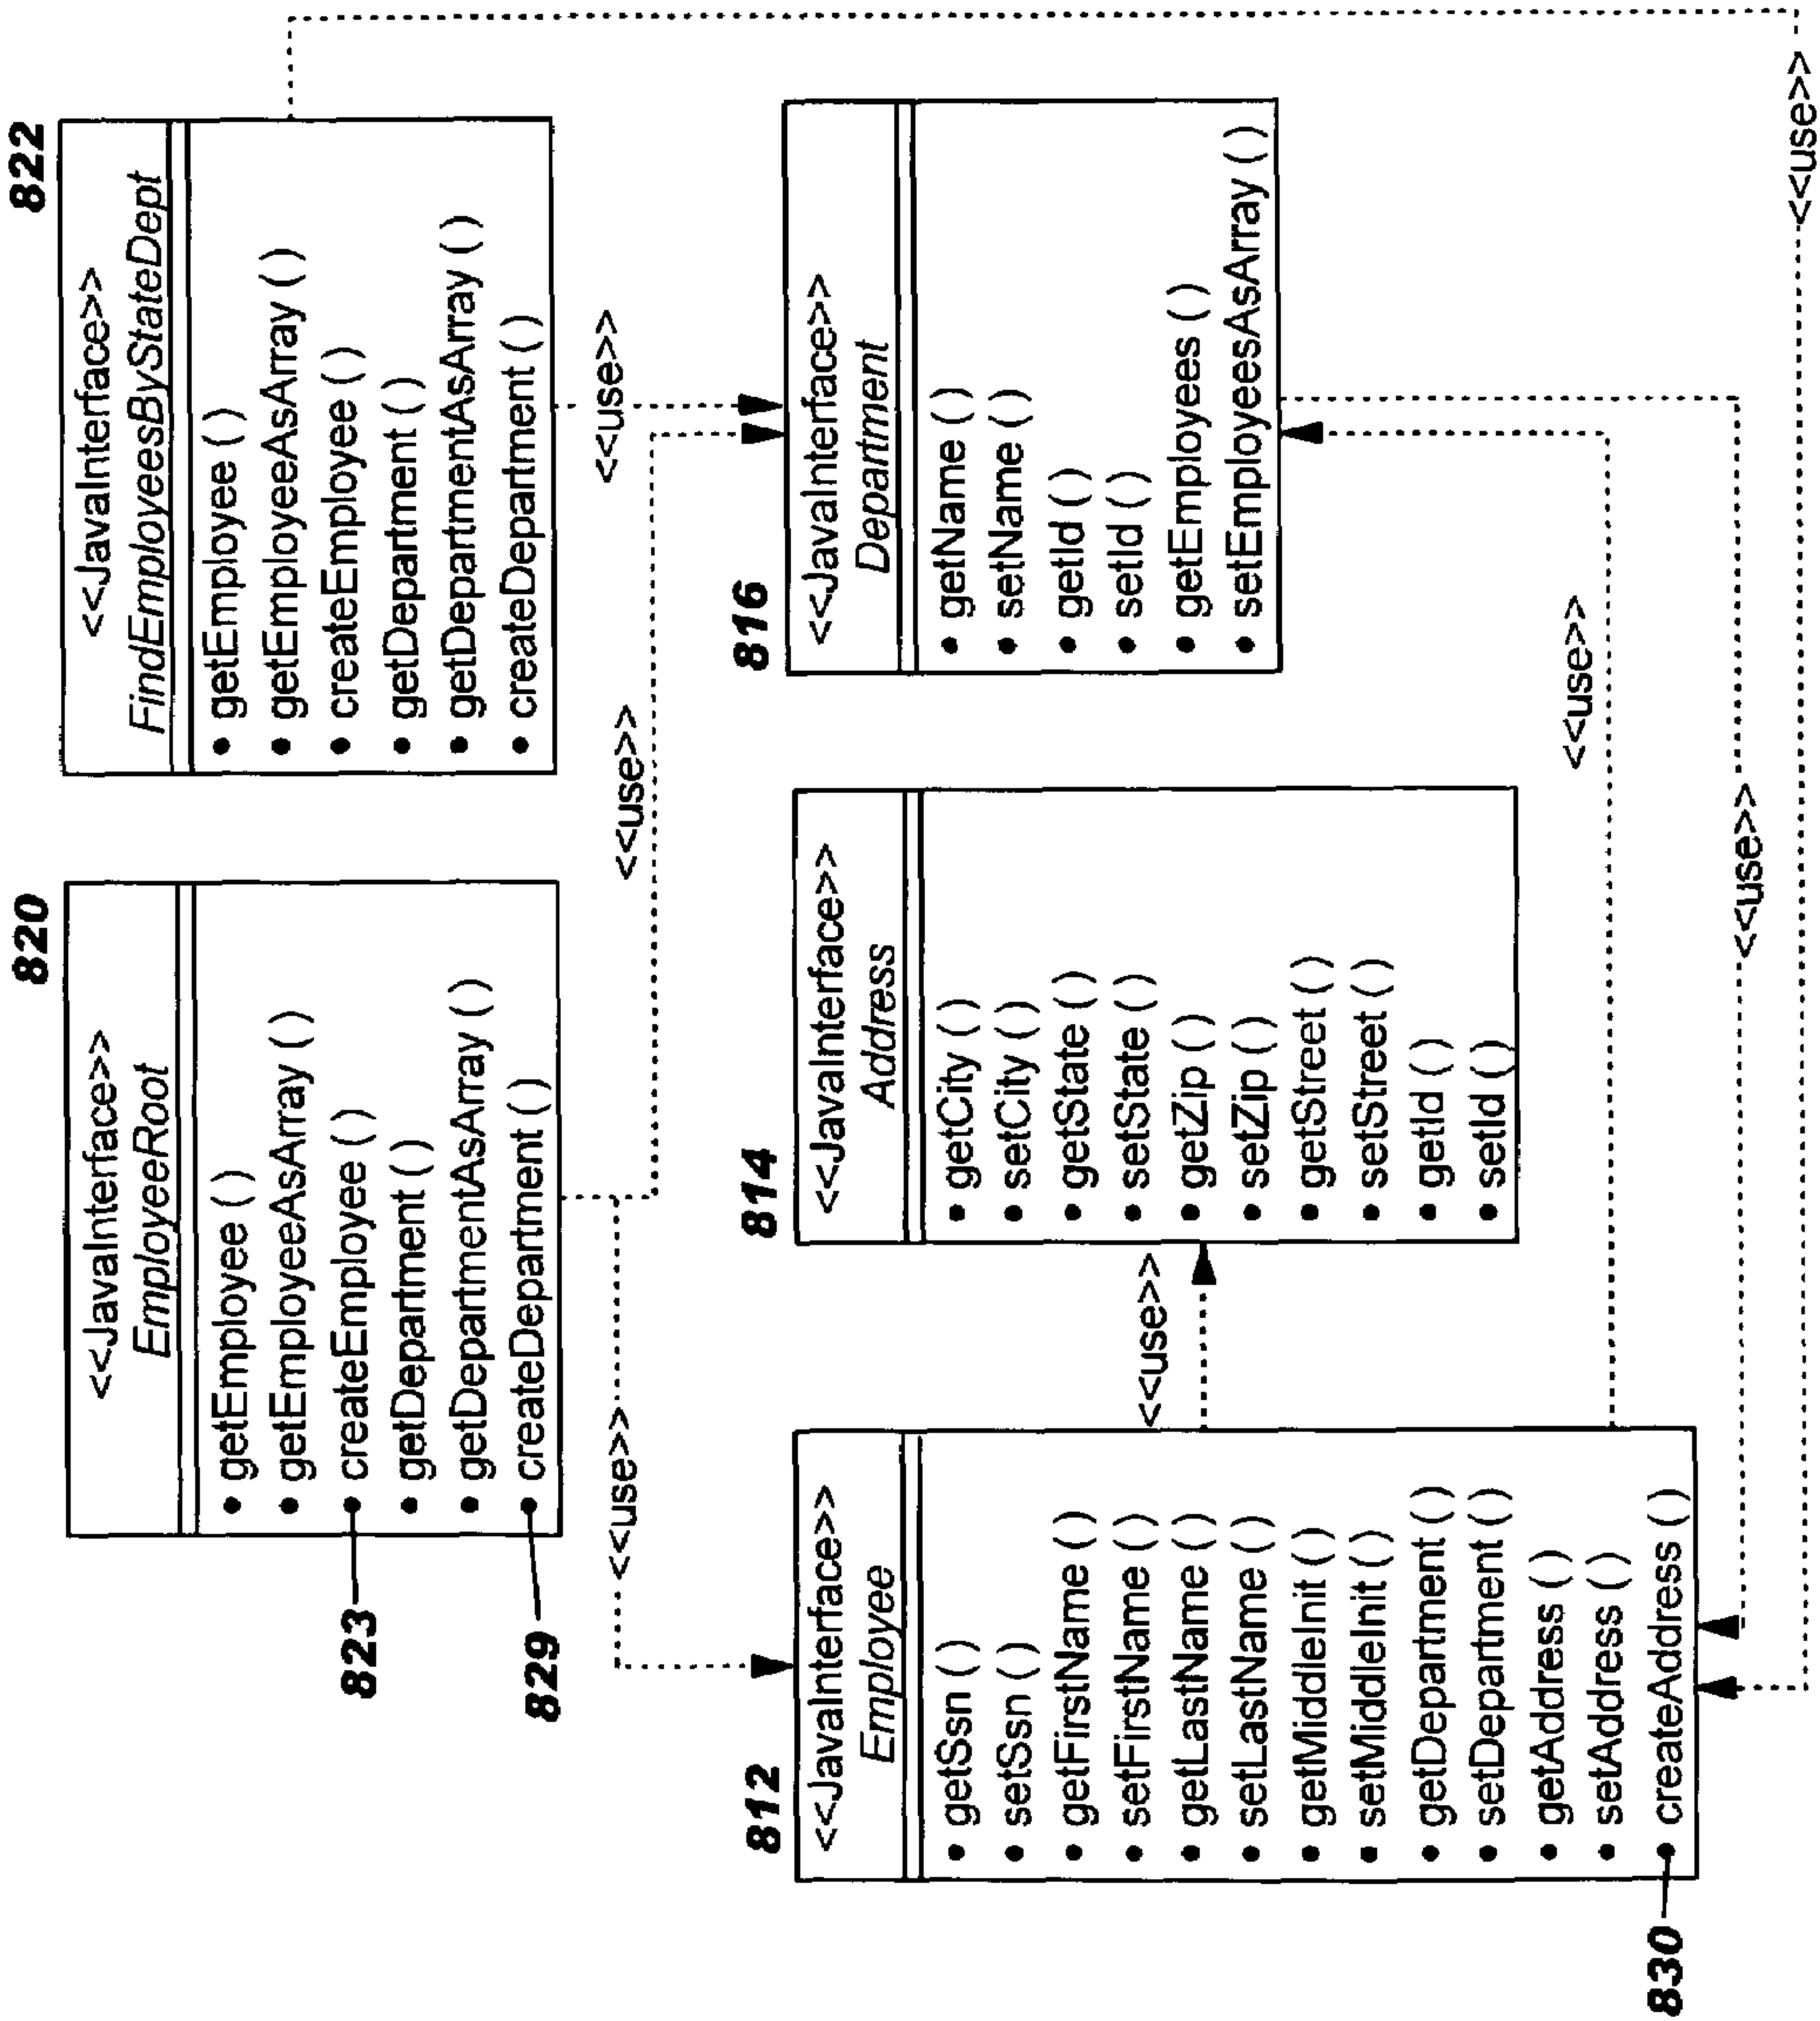 820
<<JavaInterface>>
EmployeeRoot
• getEmployee ( )
• getEmployeeAsArray ( )
• createEmployee ( )
• getDepartment ( )
• getDepartmentAsArray ( )
• createDepartment ( )
823
829
822
<<JavaInterface>>
FindEmployeesByStateDept
• getEmployee ( )
• getEmployeeAsArray ( )
• createEmployee ( )
• getDepartment ( )
• getDepartmentAsArray ( )
• createDepartment ( )
<<use>>
<<use>>
<<use>>
812
<<JavaInterface>>
Employee
• getSsn ( )
• setSsn ( )
• getFirstName ( )
• setFirstName ( )
• getLastName ( )
• setLastName ( )
• getMiddleInit ( )
• setMiddleInit ( )
• getDepartment ( )
• setDepartment ( )
• getAddress ( )
• setAddress ( )
• createAddress ( )
830
<<use>>
814
<<JavaInterface>>
Address
• getCity ( )
• setCity ( )
• getState ( )
• setState ( )
• getZip ( )
• setZip ( )
• getStreet ( )
• setStreet ( )
• getId ( )
• setId ( )
816
<<JavaInterface>>
Department
• getName ( )
• setName ( )
• getId ( )
• setId ( )
• getEmployees ( )
• setEmployeesAsArray ( )
<<use>>
<<use>>
<<use>>